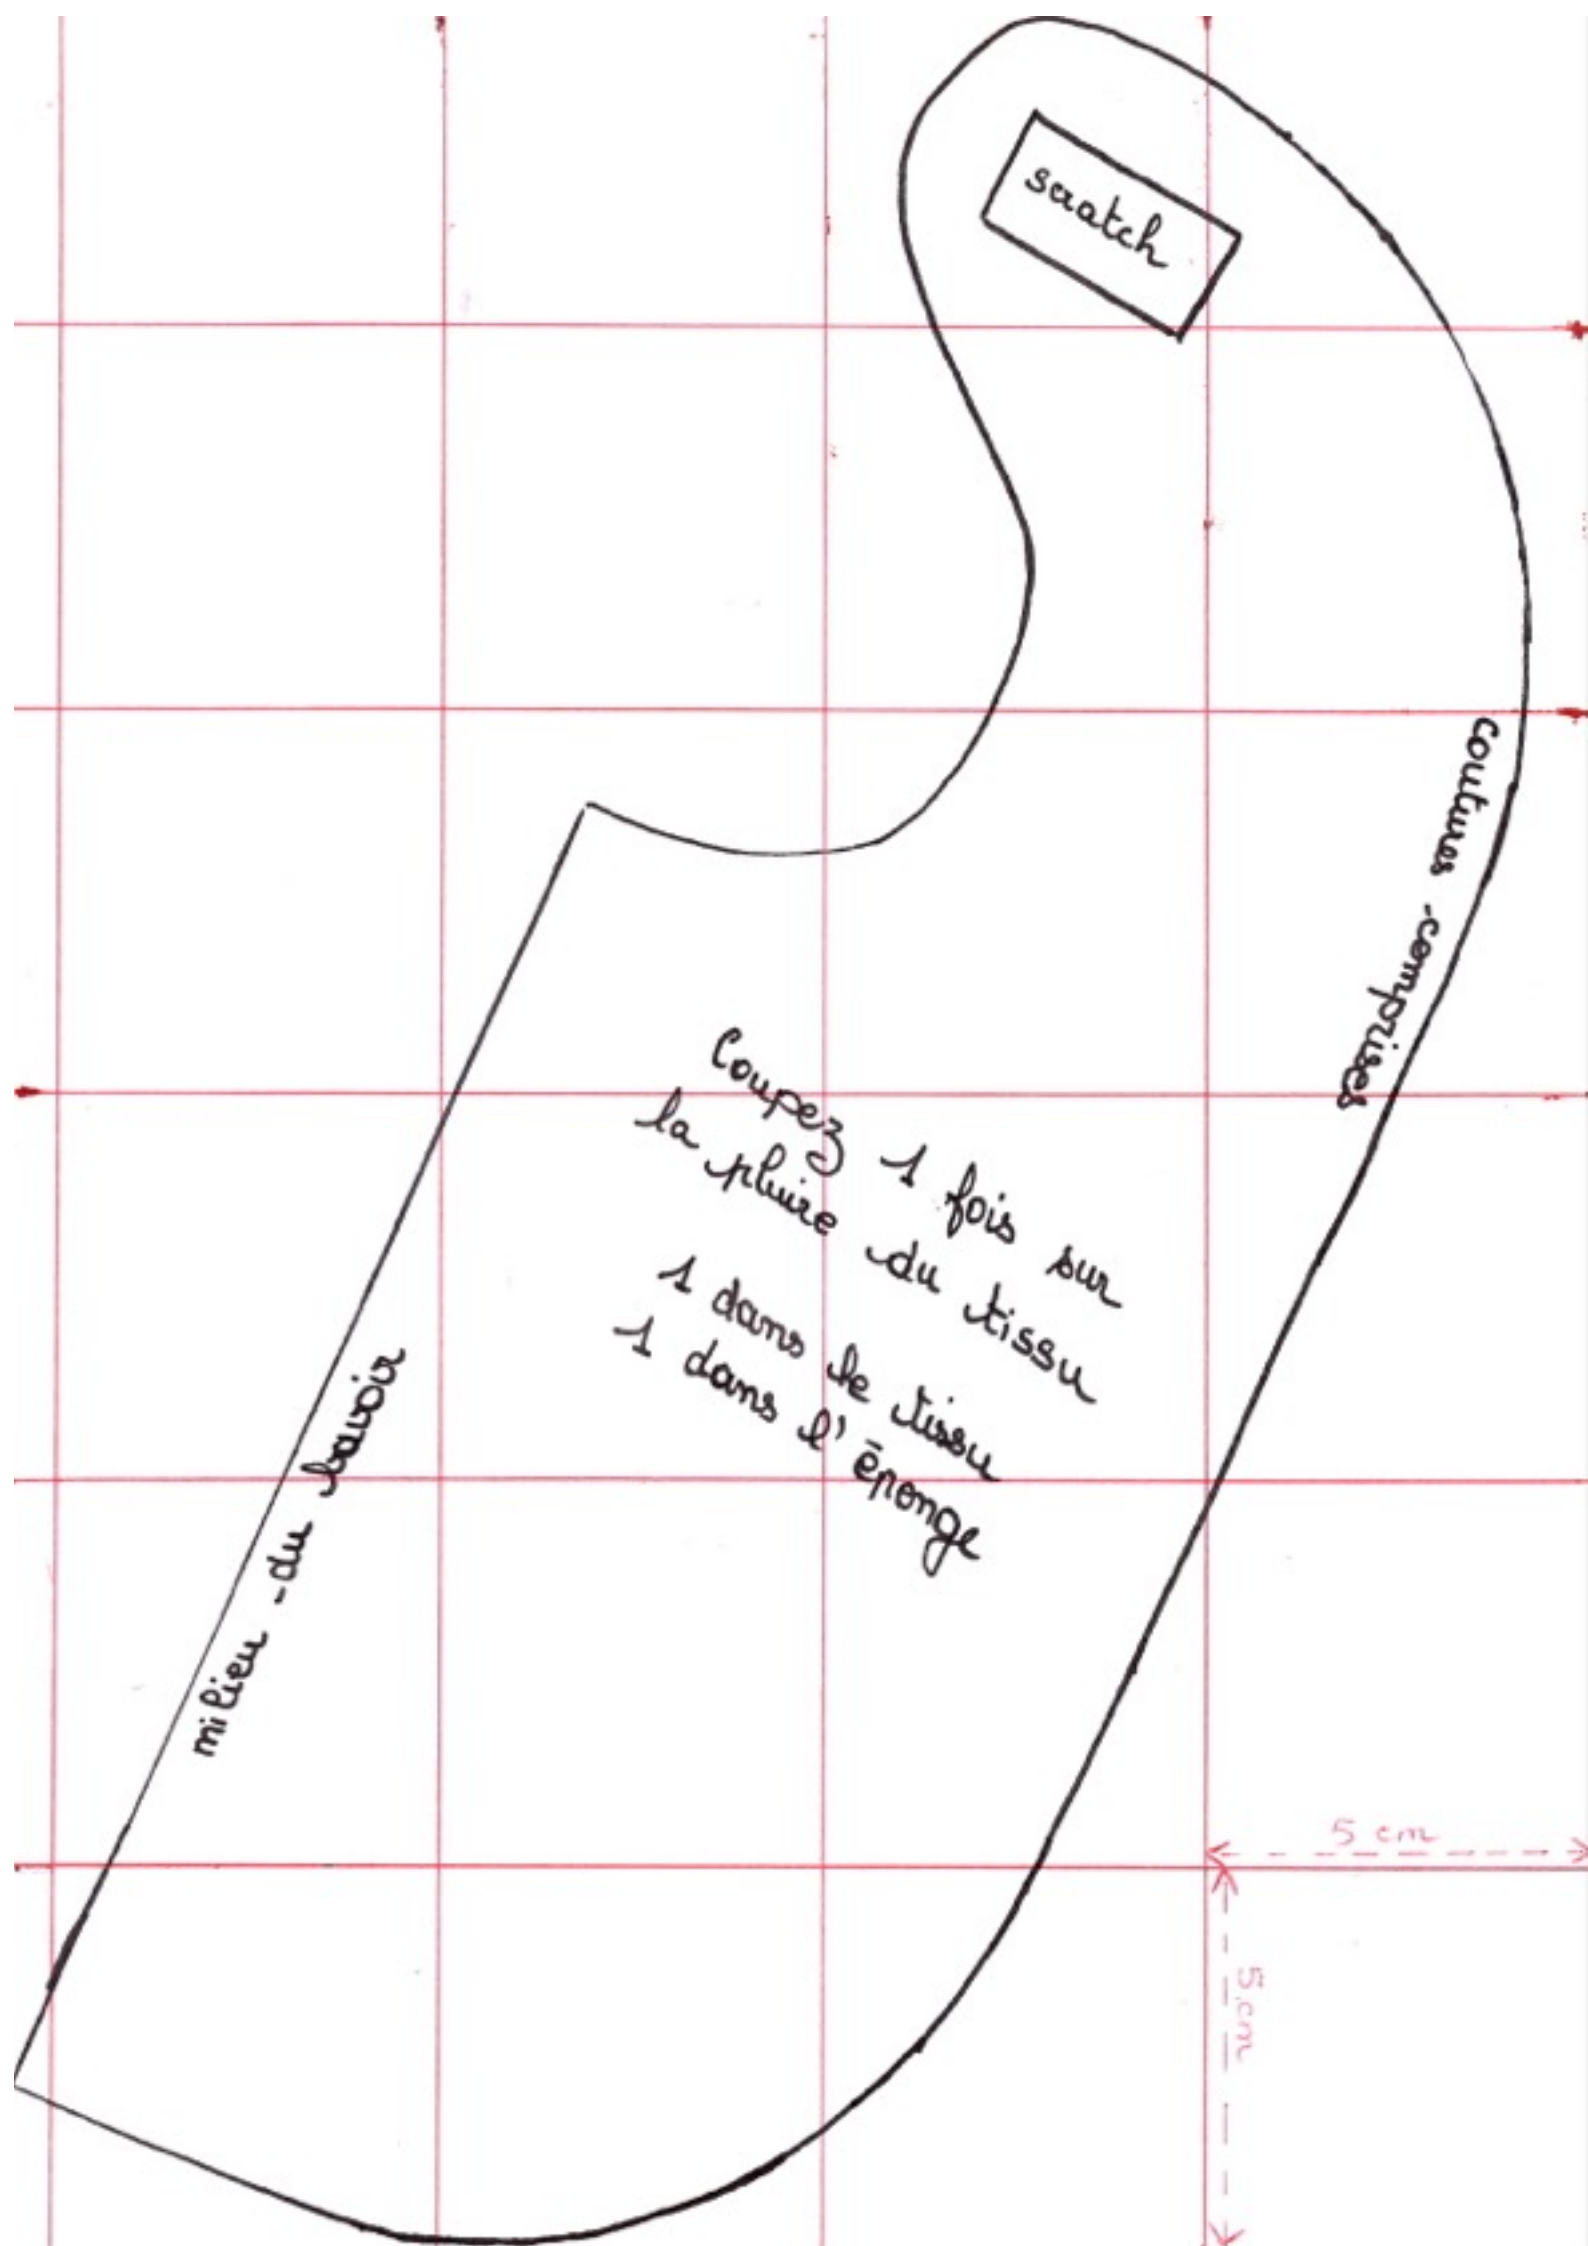 scratch
coutures comprises
Coupez 1 fois sur
la pluire du tissu
1 dans le tissu
1 dans l'éponge
milieu du bavoir
5 cm
5 cm